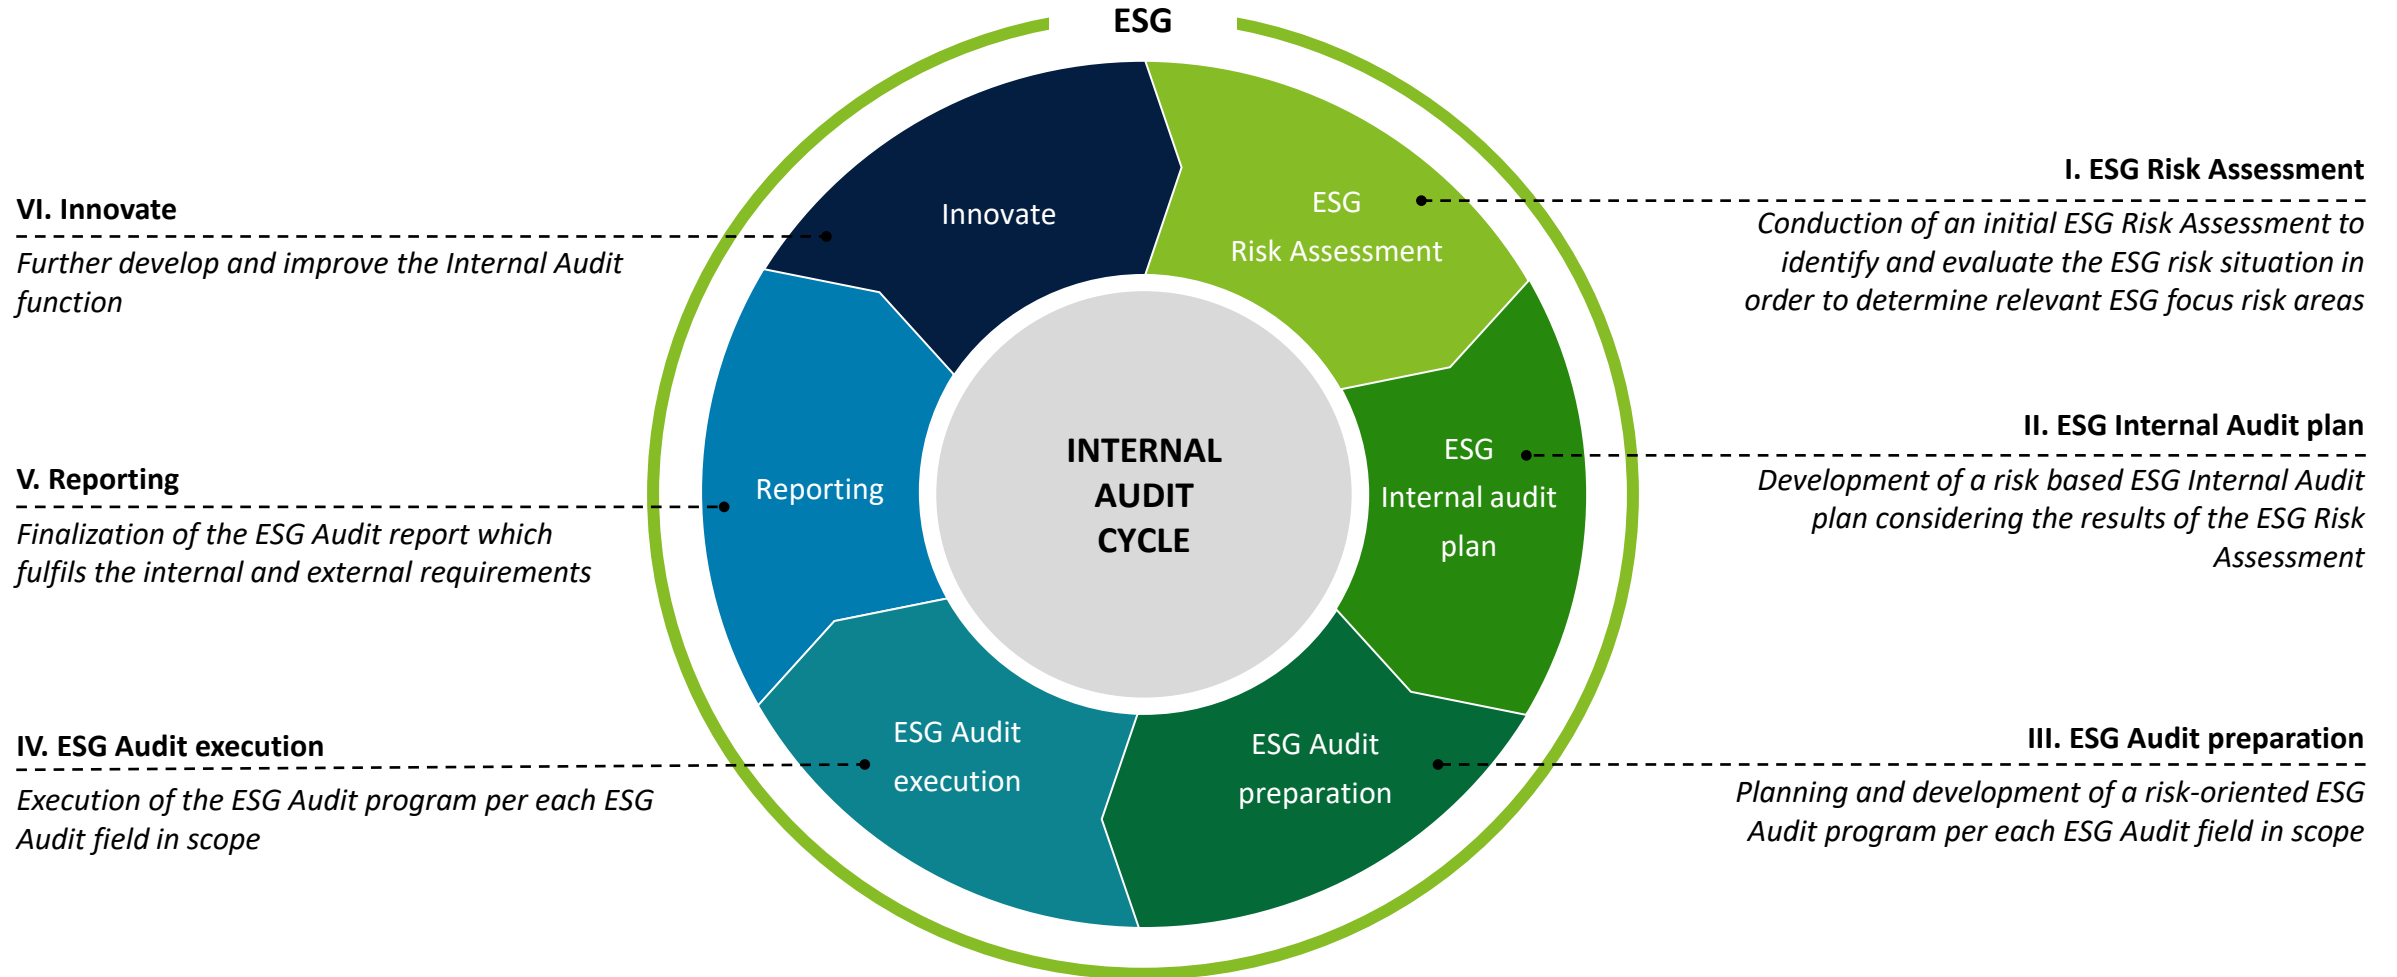 ESG
I. ESG Risk Assessment
Conduction of an initial ESG Risk Assessment to
identify and evaluate the ESG risk situation in
order to determine relevant ESG focus risk areas
II. ESG Internal Audit plan
Development of a risk based ESG Internal Audit
plan considering the results of the ESG Risk
Assessment
III. ESG Audit preparation
Planning and development of a risk-oriented ESG
Audit program per each ESG Audit field in scope
IV. ESG Audit execution
Execution of the ESG Audit program per each ESG
Audit field in scope
V. Reporting
Finalization of the ESG Audit report which
fulfils the internal and external requirements
VI. Innovate
Further develop and improve the Internal Audit
function
ESG
Risk Assessment
ESG
Internal audit
plan
ESG Audit
preparation
ESG Audit
execution
Reporting
Innovate
INTERNAL
AUDIT
CYCLE